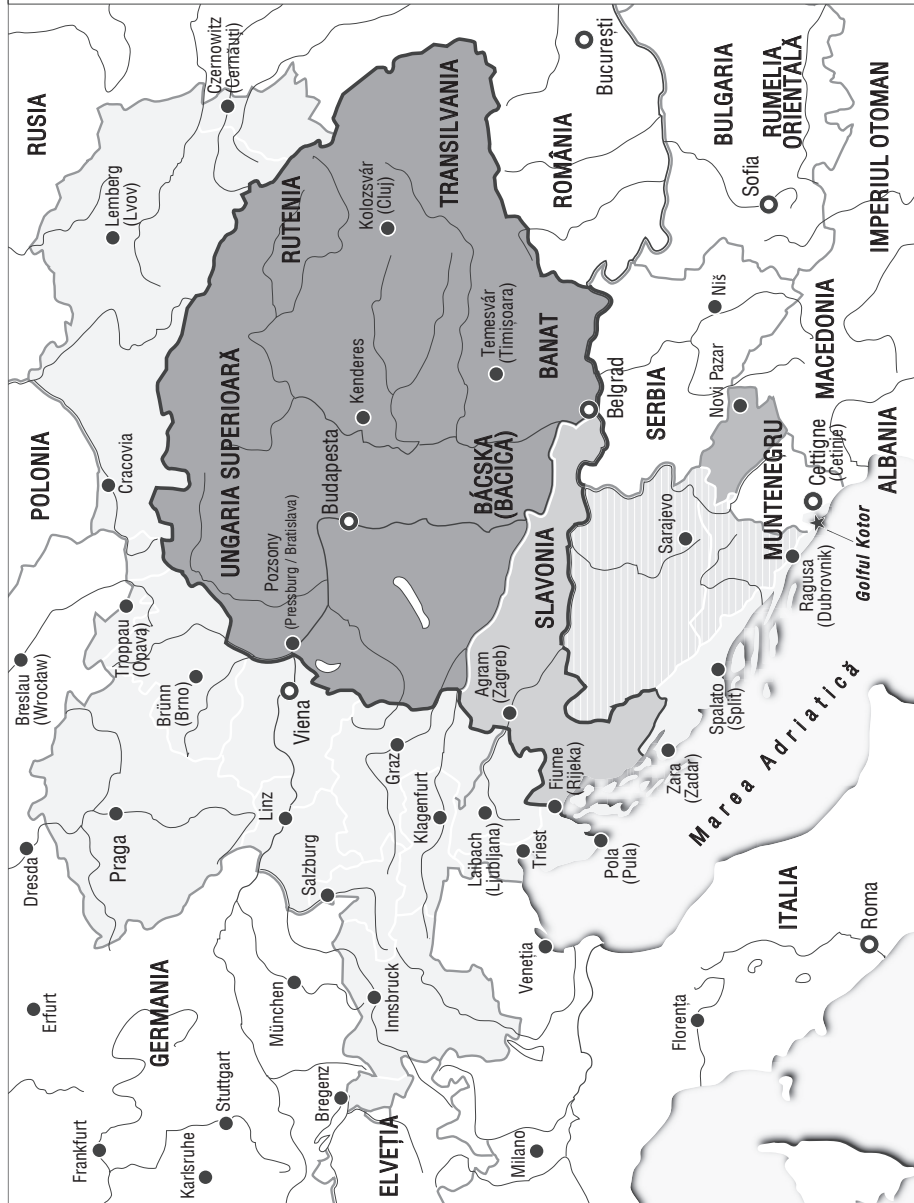 Dresda
Breslau
(Wrocław)
POLONIA
RUSIA
Erfurt
Praga
Troppau
(Opava)
Cracovia
Lemberg
(Lvov)
Frankfurt
GERMANIA
Brünn
(Brno)
Czernowitz
(Cernăuți)
Karlsruhe
Stuttgart
Linz
Viena
Pozsony
(Pressburg / Bratislava)
UNGARIA SUPERIOARĂ
RUTENIA
München
Salzburg
Budapesta
Kenderes
Kolozsvár
(Cluj)
Bregenz
Innsbruck
Graz
Klagenfurt
TRANSILVANIA
ELVEȚIA
Laibach
(Ljubljana)
Agram
(Zagreb)
BÁCSKA
(BACICA)
Temesvár
(Timișoara)
BANAT
Milano
Veneția
Triest
Fiume
(Rijeka)
SLAVONIA
Belgrad
ROMÂNIA
București
Pola
(Pula)
Zara
(Zadar)
Sarajevo
SERBIA
Niš
BULGARIA
Sofia
RUMELIA
ORIENTALĂ
Florența
Marea Adriatică
Spalato
(Split)
Novi Pazar
Ragusa
(Dubrovnik)
MUNTENEGRU
Cettigne
(Cetinje)
MACEDONIA
ITALIA
Roma
Golful Kotor
ALBANIA
IMPERIUL OTOMAN